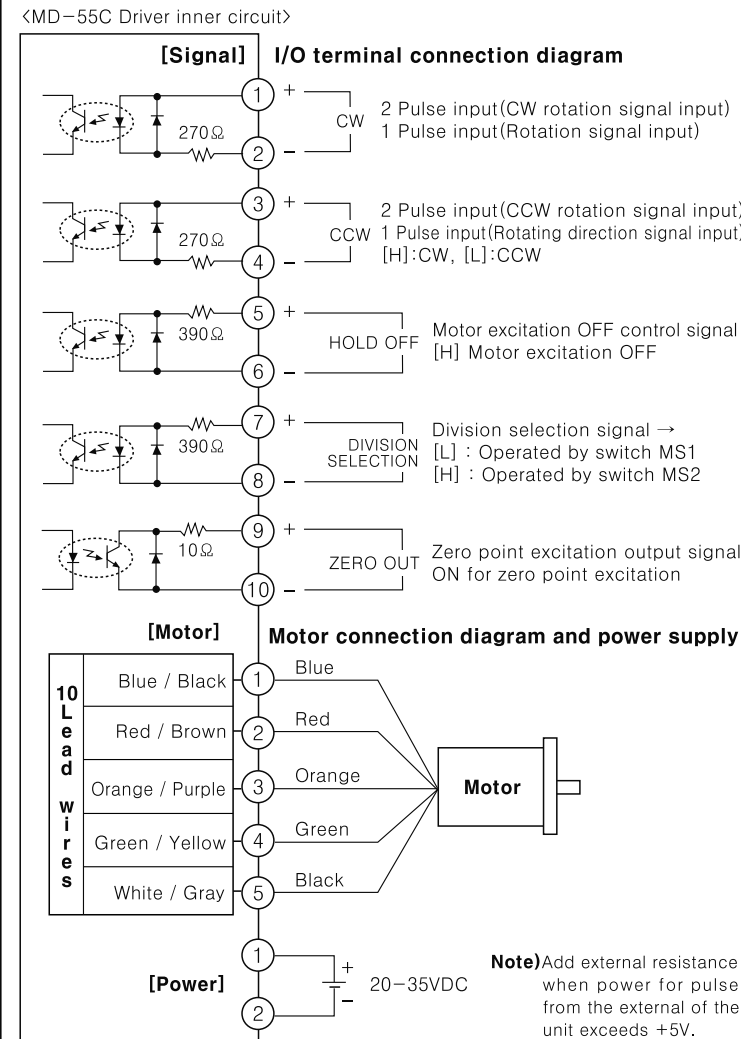 <MD-55C Driver inner circuit>
[Signal] I/O terminal connection diagram
1 +
CW
2 Pulse input(CW rotation signal input)
1 Pulse input(Rotation signal input)
270Ω
2 −
3 +
CCW
2 Pulse input(CCW rotation signal input)
1 Pulse input(Rotating direction signal input)
[H]:CW, [L]:CCW
270Ω
4 −
5 +
390Ω
HOLD OFF
Motor excitation OFF control signal
[H] Motor excitation OFF
6 −
7 +
390Ω
DIVISION
SELECTION
Division selection signal →
[L] : Operated by switch MS1
[H] : Operated by switch MS2
8 −
9 +
10Ω
ZERO OUT
Zero point excitation output signal
ON for zero point excitation
10 −
[Motor] Motor connection diagram and power supply
10 Lead wires
Blue / Black 1 Blue
Red / Brown 2 Red
Orange / Purple 3 Orange
Green / Yellow 4 Green
White / Gray 5 Black
Motor
1
[Power]
+
−
20-35VDC
2
Note)Add external resistance
when power for pulse
from the external of the
unit exceeds +5V.